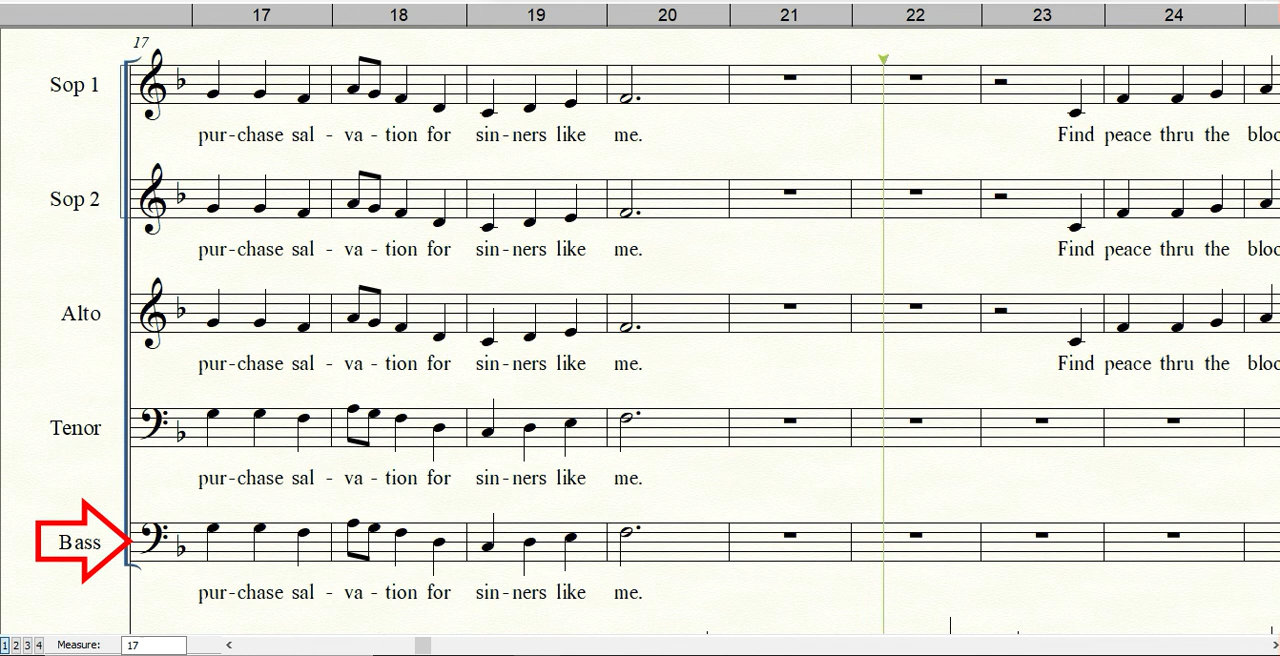 17 18 19 20 21 22 23 24
17
Sop 1
pur-chase sal - va - tion for sin-ners like me. Find peace thru the bloc
Sop 2
pur-chase sal - va - tion for sin-ners like me. Find peace thru the bloc
Alto
pur-chase sal - va - tion for sin-ners like me. Find peace thru the bloc
Tenor
pur-chase sal - va - tion for sin-ners like me.
Bass
pur-chase sal - va - tion for sin-ners like me.
1 2 3 4 Measure: 17